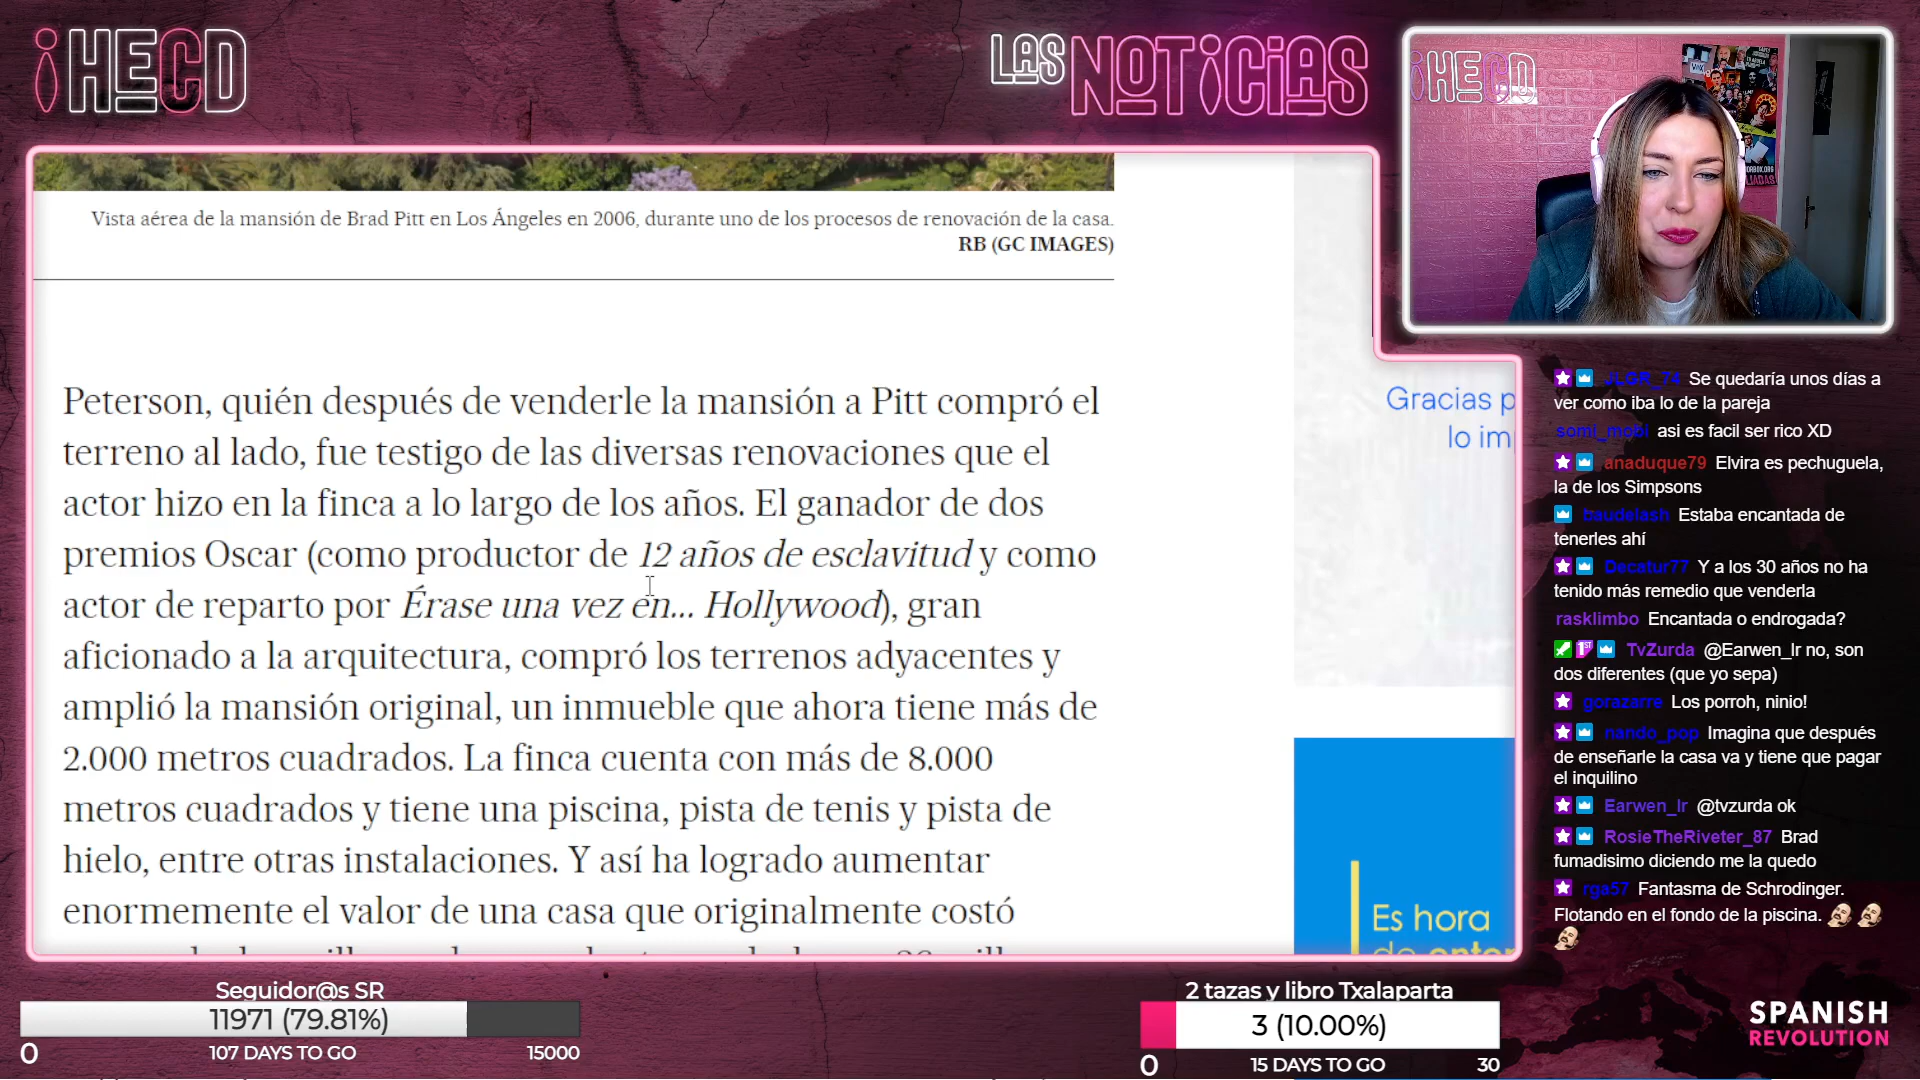 ¡HECD
LAS NOTICIAS
¡HECD
Vista aérea de la mansión de Brad Pitt en Los Ángeles en 2006, durante uno de los procesos de renovación de la casa.
RB (GC IMAGES)
Peterson, quién después de venderle la mansión a Pitt compró el
terreno al lado, fue testigo de las diversas renovaciones que el
actor hizo en la finca a lo largo de los años. El ganador de dos
premios Oscar (como productor de 12 años de esclavitud y como
actor de reparto por Érase una vez en... Hollywood), gran
aficionado a la arquitectura, compró los terrenos adyacentes y
amplió la mansión original, un inmueble que ahora tiene más de
2.000 metros cuadrados. La finca cuenta con más de 8.000
metros cuadrados y tiene una piscina, pista de tenis y pista de
hielo, entre otras instalaciones. Y así ha logrado aumentar
enormemente el valor de una casa que originalmente costó
Gracias p
lo im
Es hora
JLGR_74 Se quedaría unos días a
ver como iba lo de la pareja
somi_mobi asi es facil ser rico XD
anaduque79 Elvira es pechuguela,
la de los Simpsons
baudelash Estaba encantada de
tenerles ahí
Decatur77 Y a los 30 años no ha
tenido más remedio que venderla
rasklimbo Encantada o endrogada?
TvZurda @Earwen_lr no, son
dos diferentes (que yo sepa)
gorazarre Los porroh, ninio!
nando_pop Imagina que después
de enseñarle la casa va y tiene que pagar
el inquilino
Earwen_lr @tvzurda ok
RosieTheRiveter_87 Brad
fumadisimo diciendo me la quedo
rga57 Fantasma de Schrodinger.
Flotando en el fondo de la piscina.
Seguidor@s SR
11971 (79.81%)
0 107 DAYS TO GO 15000
2 tazas y libro Txalaparta
3 (10.00%)
0 15 DAYS TO GO 30
SPANISH
REVOLUTION